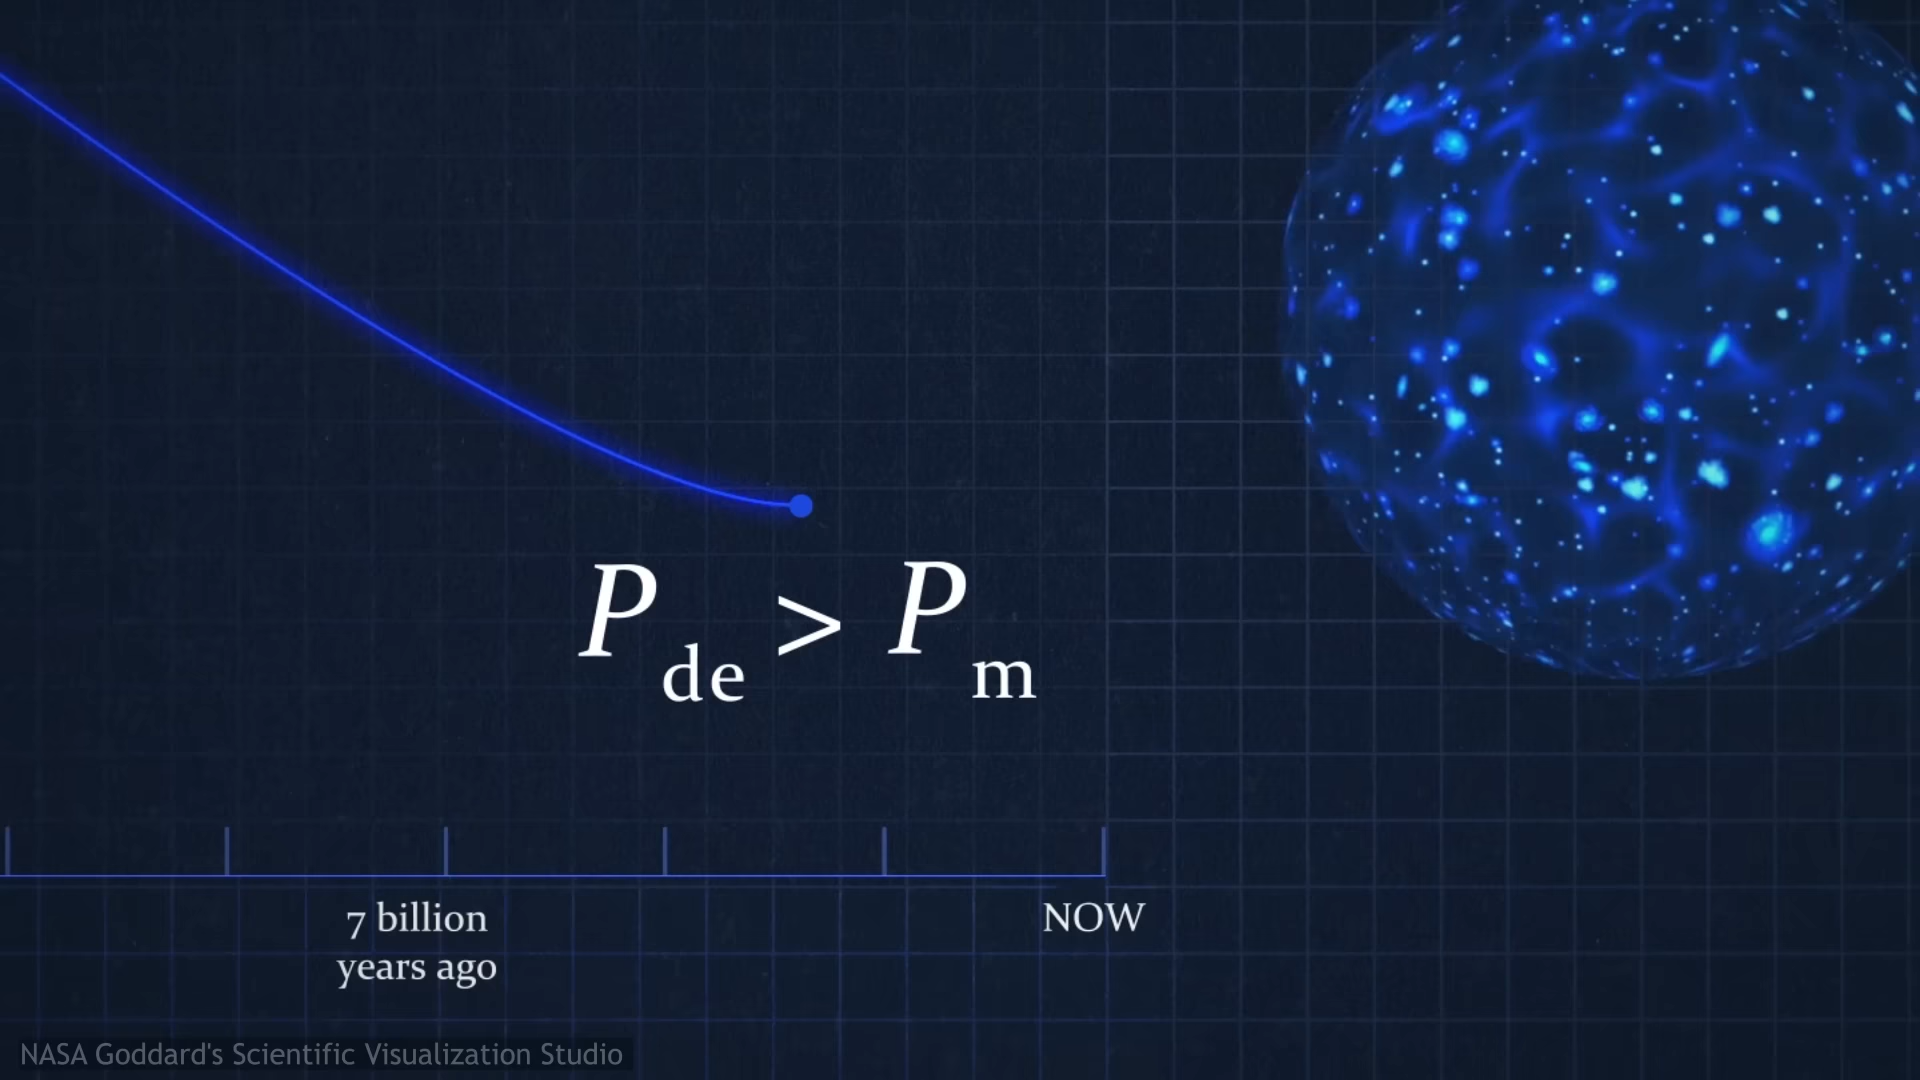 P de > P m
7 billion
years ago
NOW
NASA Goddard's Scientific Visualization Studio